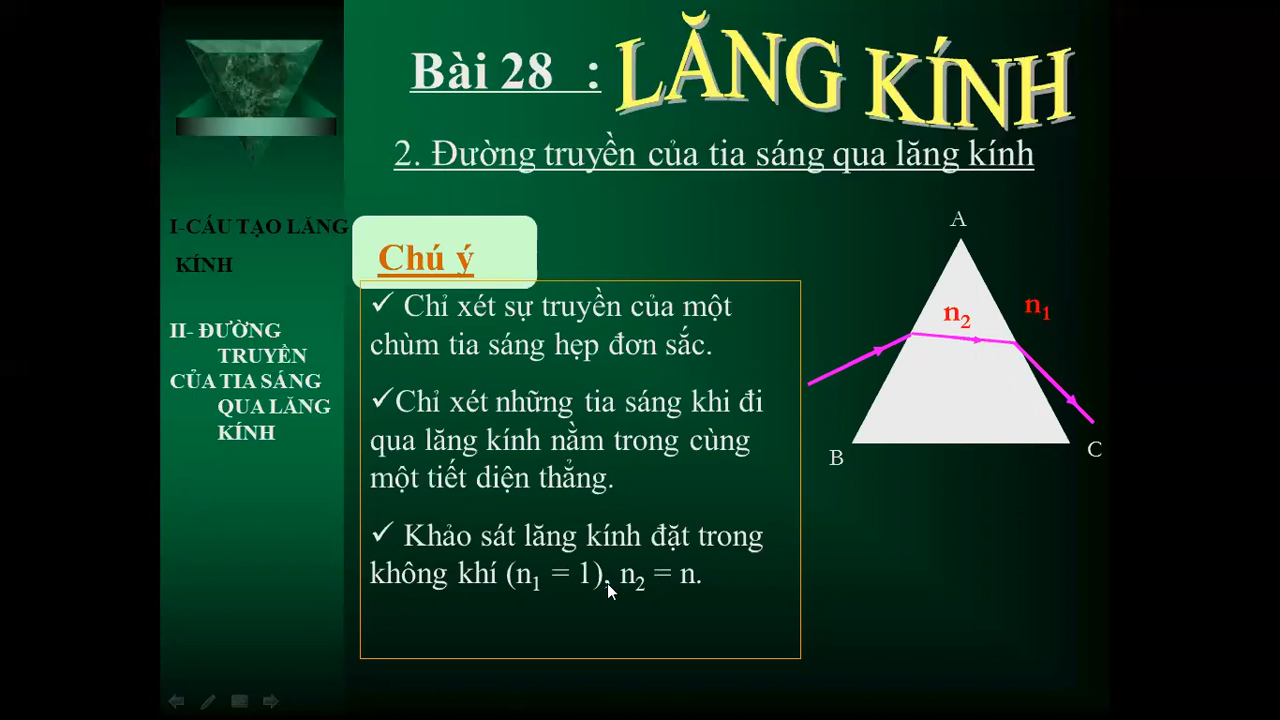 Bài 28 : LĂNG KÍNH
2. Đường truyền của tia sáng qua lăng kính
I-CẤU TẠO LĂNG
KÍNH
II- ĐƯỜNG
TRUYỀN
CỦA TIA SÁNG
QUA LĂNG
KÍNH
Chú ý
✓ Chỉ xét sự truyền của một
chùm tia sáng hẹp đơn sắc.
✓Chỉ xét những tia sáng khi đi
qua lăng kính nằm trong cùng
một tiết diện thẳng.
✓ Khảo sát lăng kính đặt trong
không khí (n₁ = 1), n₂ = n.
A
n₂
n₁
B
C